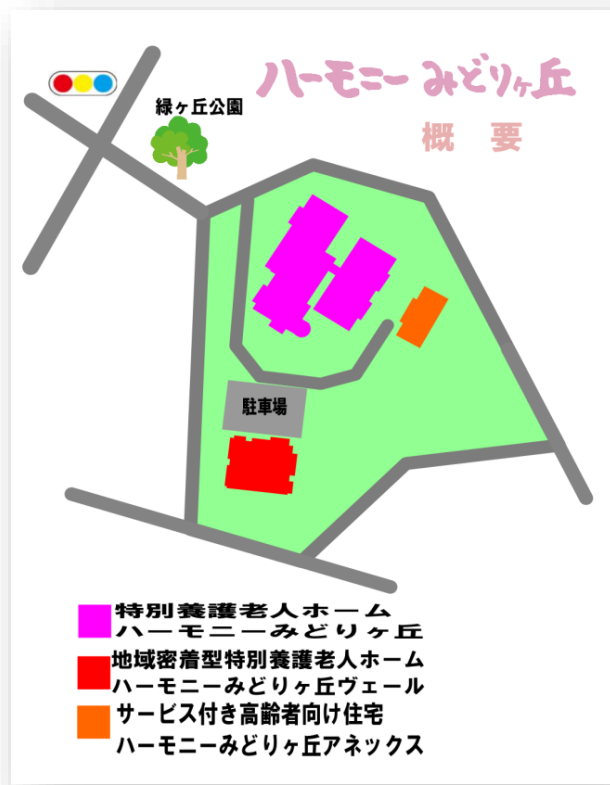 ハーモニー みどりヶ丘
概 要
緑ヶ丘公園
駐車場
特別養護老人ホーム
ハーモニーみどりヶ丘
地域密着型特別養護老人ホーム
ハーモニーみどりヶ丘ヴェール
サービス付き高齢者向け住宅
ハーモニーみどりヶ丘アネックス